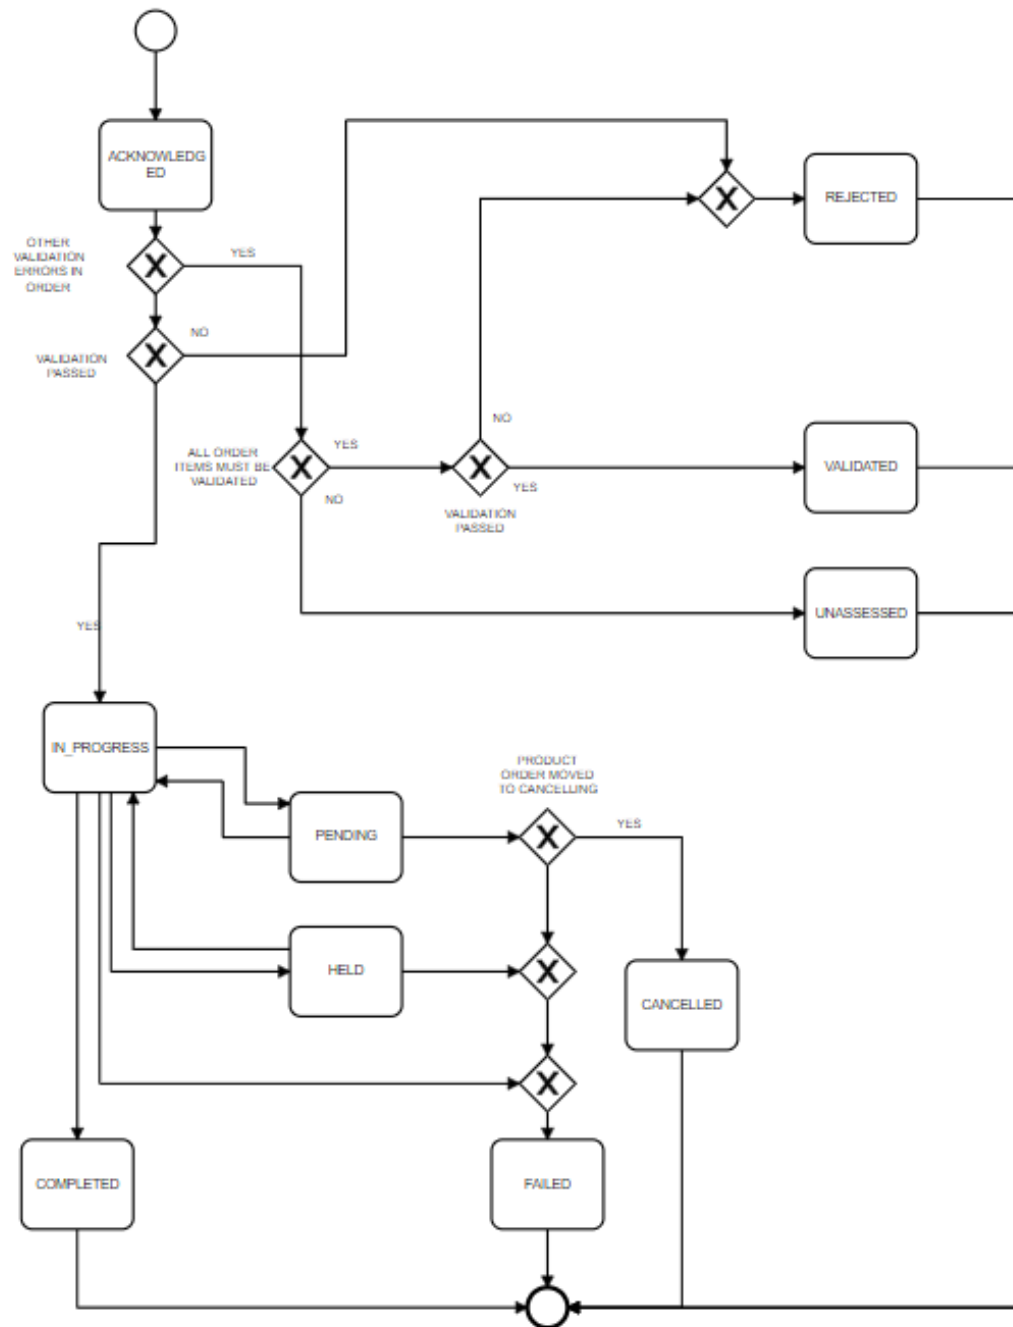 ACKNOWLEDG
ED
REJECTED
OTHER
VALIDATION
ERRORS IN
ORDER
YES
NO
VALIDATION
PASSED
NO
ALL ORDER
ITEMS MUST BE
VALIDATED
YES
NO
YES
VALIDATION
PASSED
VALIDATED
UNASSESSED
YES
IN_PROGRESS
PRODUCT
ORDER MOVED
TO CANCELLING
PENDING
YES
HELD
CANCELLED
COMPLETED
FAILED